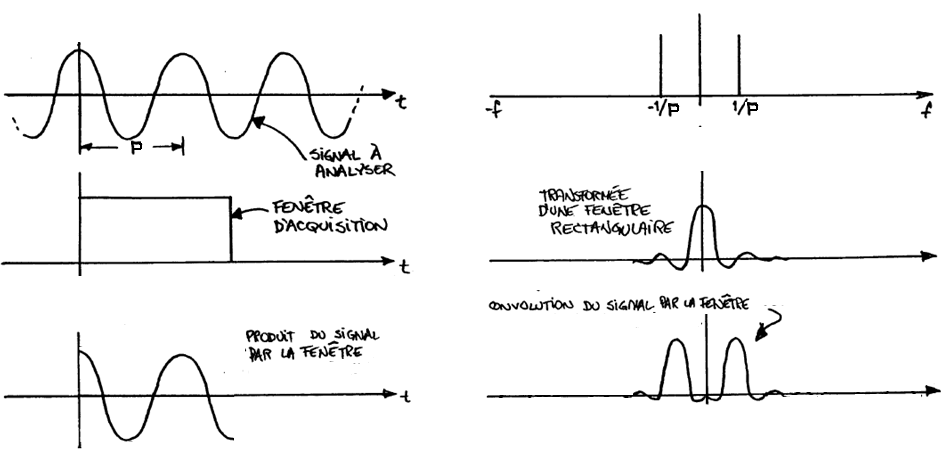 t
P
SIGNAL À
ANALYSER
-f
-1/P
1/P
f
FENÊTRE
D'ACQUISITION
t
TRANSFORMÉE
D'UNE FENÊTRE
RECTANGULAIRE
PRODUIT DU SIGNAL
PAR LA FENÊTRE
t
CONVOLUTION DU SIGNAL PAR LA FENÊTRE